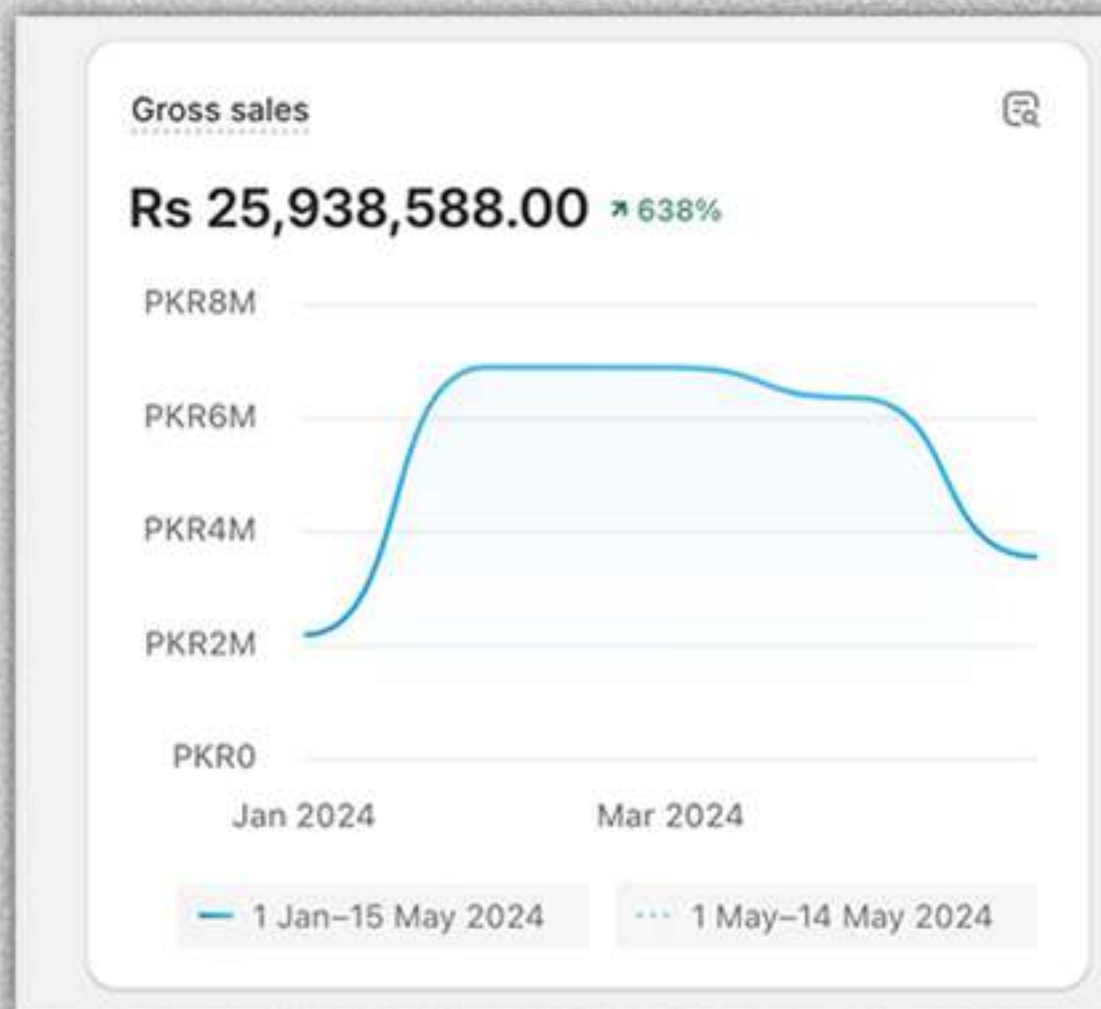 Gross sales
Rs 25,938,588.00 ↗ 638%
PKR8M
PKR6M
PKR4M
PKR2M
PKR0
Jan 2024 Mar 2024
1 Jan–15 May 2024 1 May–14 May 2024